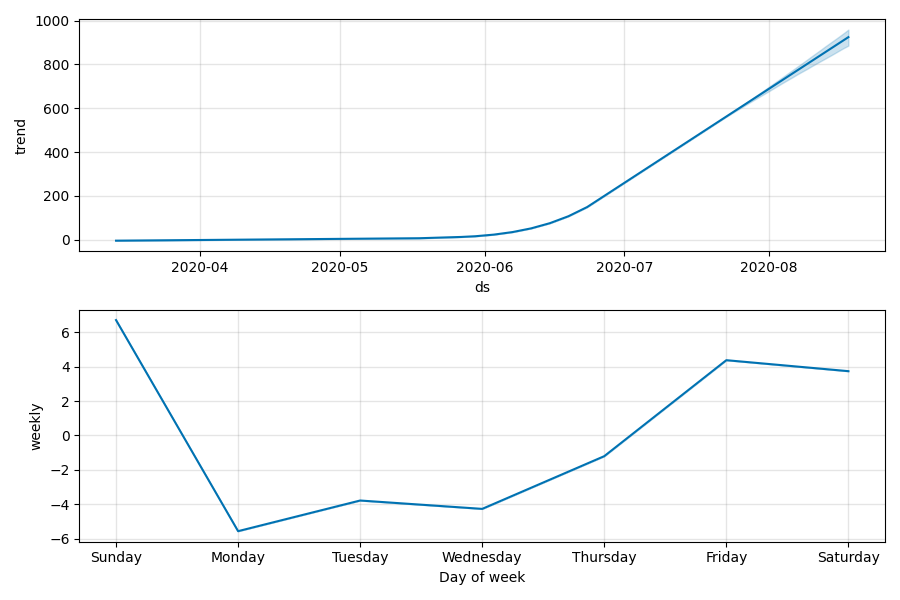 1000
800
600
400
200
0
trend
2020-04 2020-05 2020-06 2020-07 2020-08
ds
6
4
2
0
−2
−4
−6
weekly
Sunday Monday Tuesday Wednesday Thursday Friday Saturday
Day of week